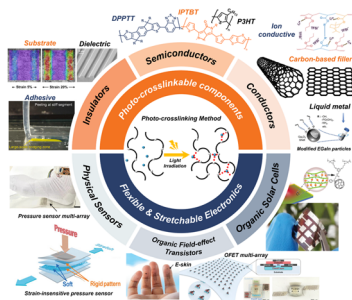 DPPTT
IPTBT
P3HT
Ion
conductive
Substrate
Dielectric
Strain 0%
Strain 20%
Semiconductors
Carbon-based filler
Insulators
Photo-crosslinkable components
Conductors
Adhesive
Peeling at stiff segment
Liquid metal
Modified EGaIn particles
Photo-crosslinking Method
Light
Irradiation
Physical Sensors
Flexible & Stretchable Electronics
Organic Solar Cells
Pressure sensor multi-array
Organic Field-effect
Transistors
Pressure
OFET multi-array
E-skin
Soft
Rigid pattern
Strain-insensitive pressure sensor